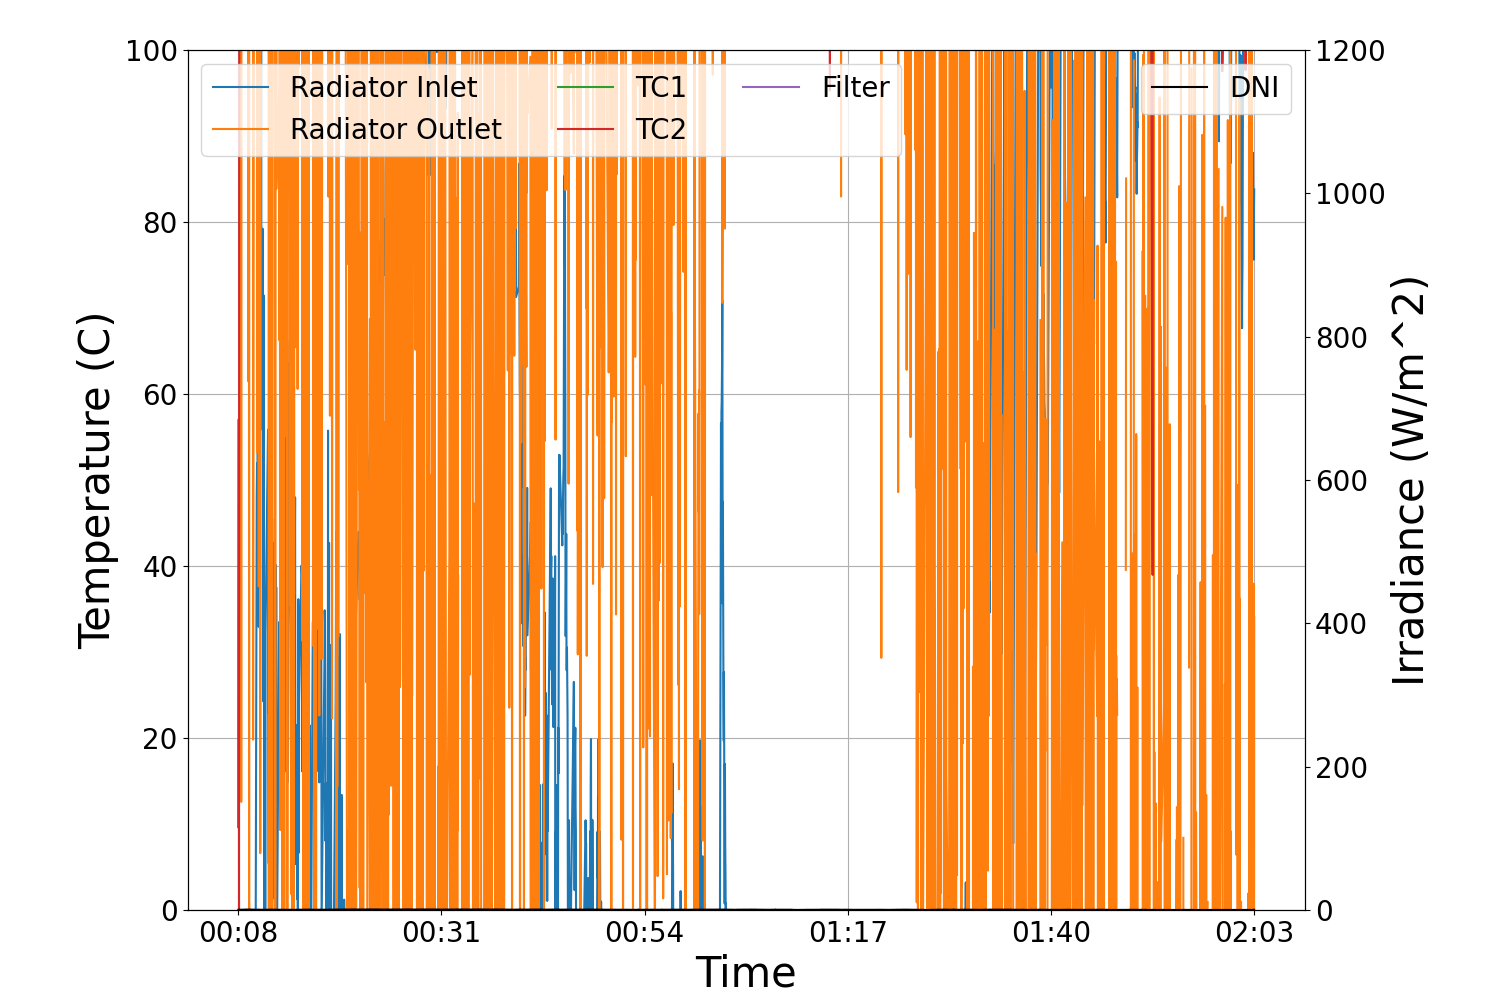 Radiator Inlet
Radiator Outlet
TC1
TC2
Filter
DNI
Temperature (C)
100
80
60
40
20
0
Irradiance (W/m^2)
1200
1000
800
600
400
200
0
00:08 00:31 00:54 01:17 01:40 02:03
Time